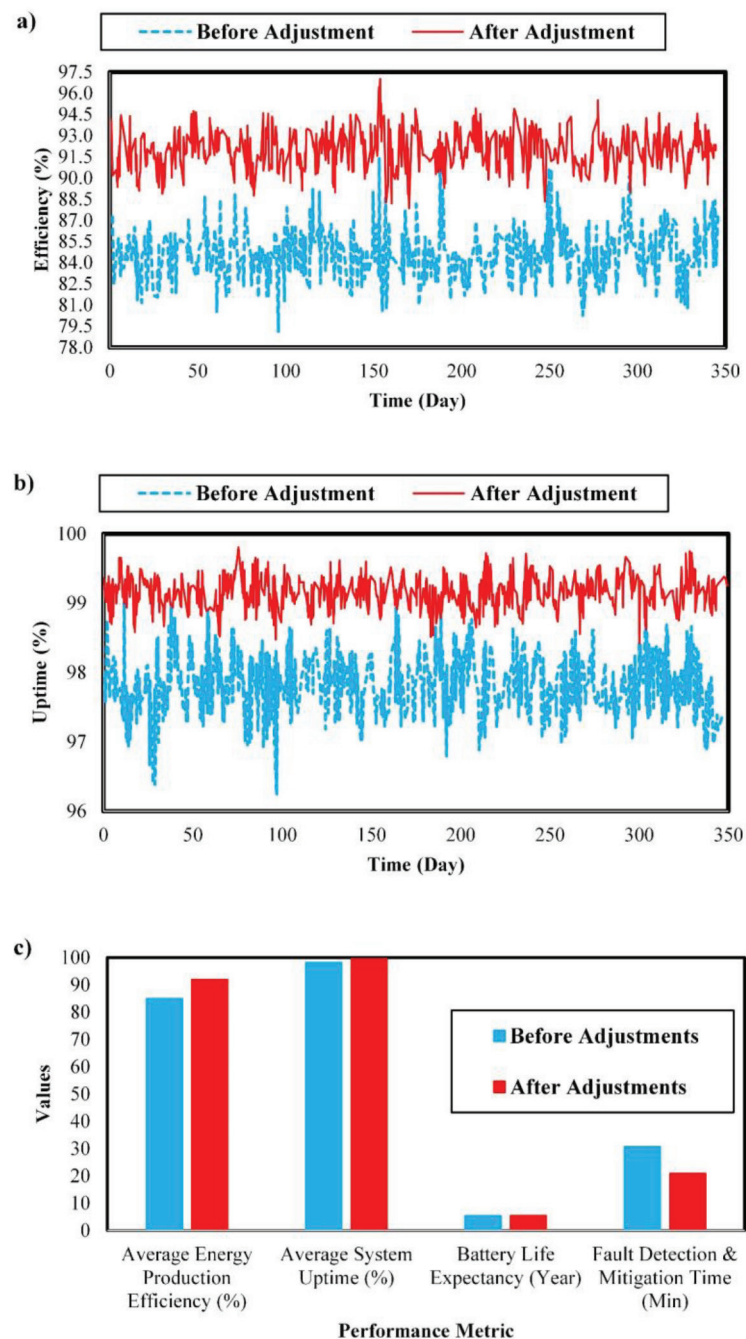 a)
Before Adjustment After Adjustment
97.5
96.0
94.5
93.0
91.5
90.0
88.5
87.0
85.5
84.0
82.5
81.0
79.5
78.0
Efficiency (%)
0 50 100 150 200 250 300 350
Time (Day)
b)
Before Adjustment After Adjustment
100
99
98
97
96
Uptime (%)
0 50 100 150 200 250 300 350
Time (Day)
c)
100
90
80
70
60
50
40
30
20
10
0
Values
Before Adjustments
After Adjustments
Average Energy
Production
Efficiency (%)
Average System
Uptime (%)
Battery Life
Expectancy (Year)
Fault Detection &
Mitigation Time
(Min)
Performance Metric